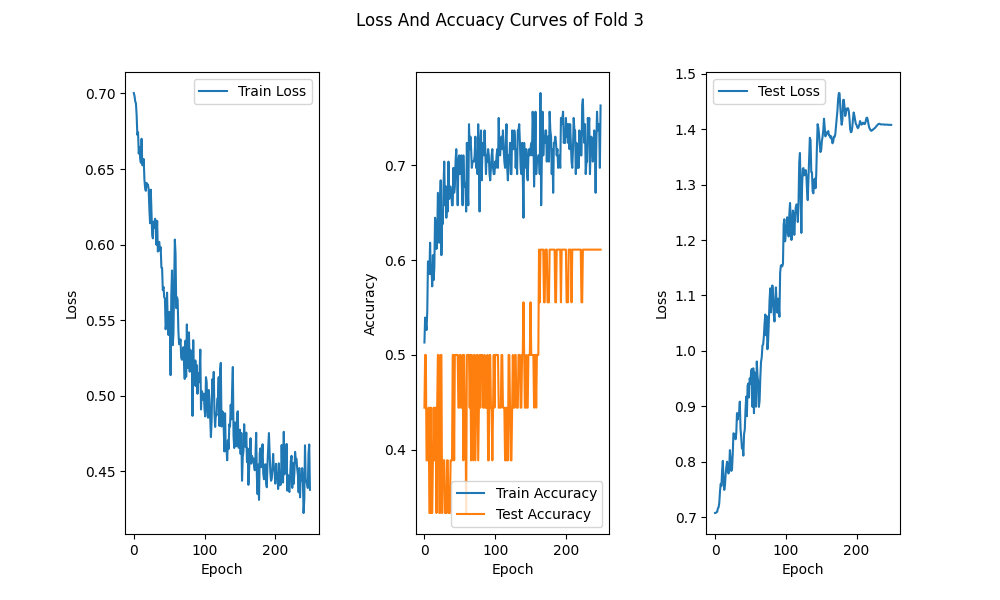 Loss And Accuacy Curves of Fold 3
Train Loss
0.70
0.65
0.60
0.55
0.50
0.45
Loss
0 100 200
Epoch
0.7
0.6
0.5
0.4
Accuracy
Train Accuracy
Test Accuracy
0 100 200
Epoch
Test Loss
1.5
1.4
1.3
1.2
1.1
1.0
0.9
0.8
0.7
Loss
0 100 200
Epoch